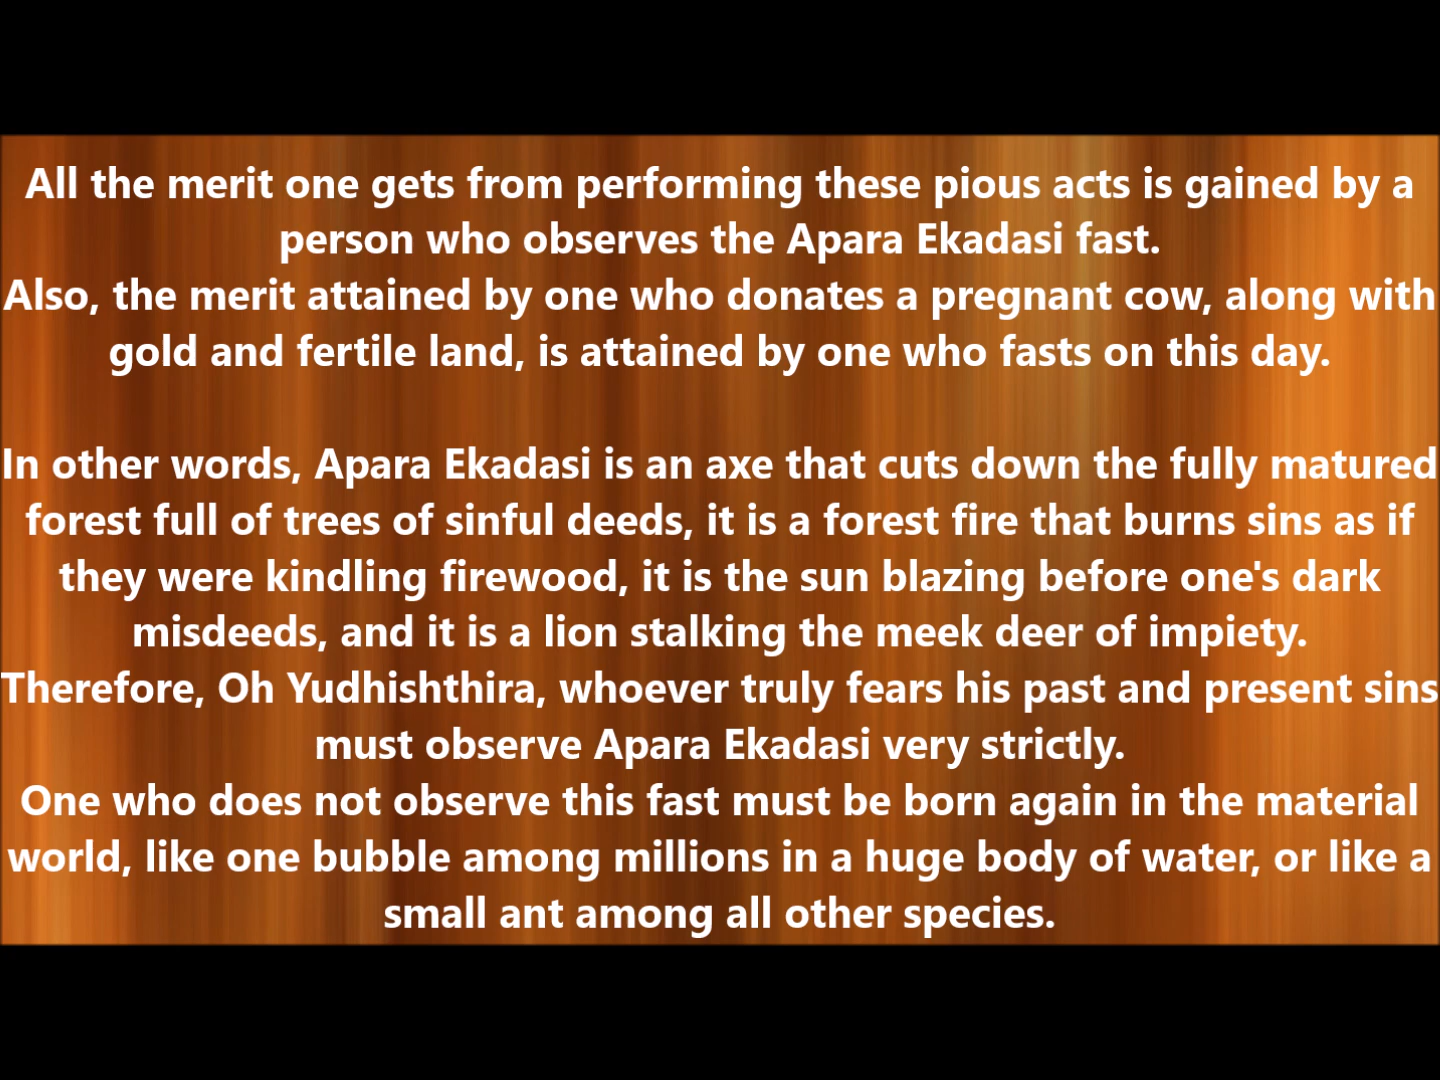 All the merit one gets from performing these pious acts is gained by a
person who observes the Apara Ekadasi fast.
Also, the merit attained by one who donates a pregnant cow, along with
gold and fertile land, is attained by one who fasts on this day.
In other words, Apara Ekadasi is an axe that cuts down the fully matured
forest full of trees of sinful deeds, it is a forest fire that burns sins as if
they were kindling firewood, it is the sun blazing before one's dark
misdeeds, and it is a lion stalking the meek deer of impiety.
Therefore, Oh Yudhishthira, whoever truly fears his past and present sins
must observe Apara Ekadasi very strictly.
One who does not observe this fast must be born again in the material
world, like one bubble among millions in a huge body of water, or like a
small ant among all other species.